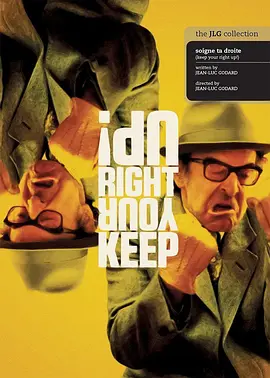 the JLG collection
soigne ta droite
(keep your right up!)
written by
JEAN-LUC GODARD
directed by
JEAN-LUC GODARD
UP!
RIGHT
YOUR
KEEP